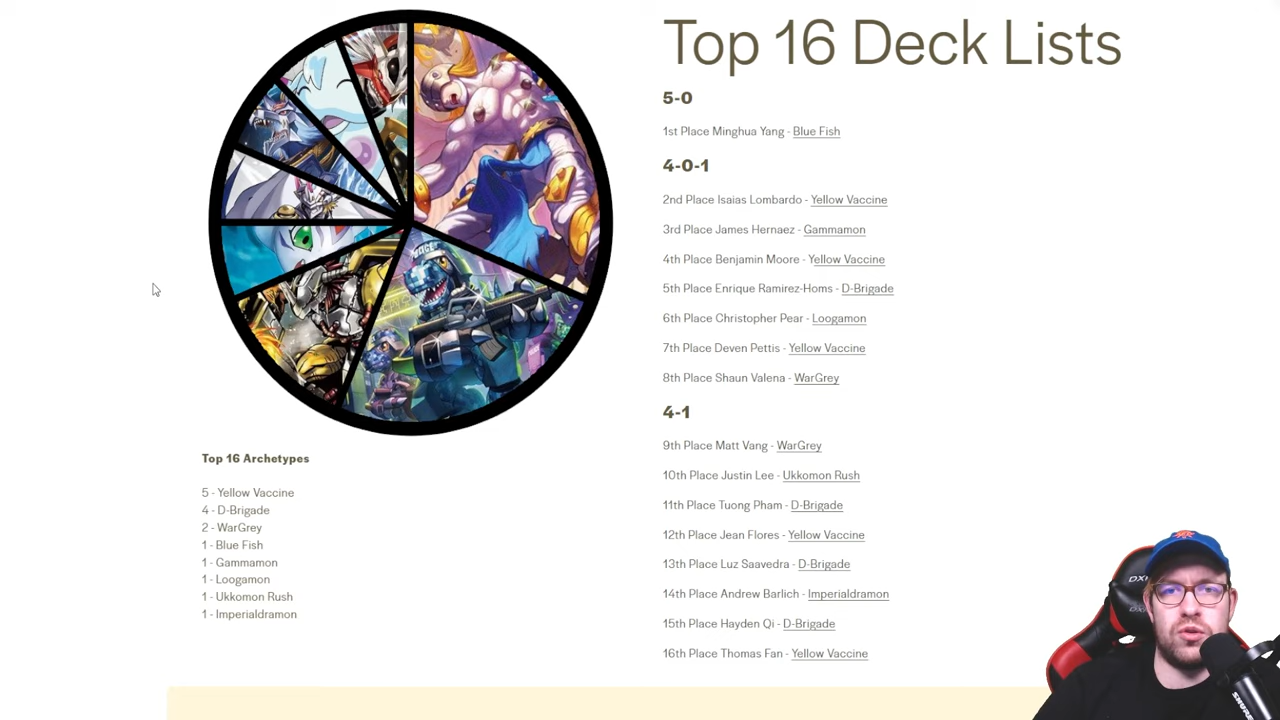 Top 16 Deck Lists
5-0
1st Place Minghua Yang - Blue Fish
4-0-1
2nd Place Isaias Lombardo - Yellow Vaccine
3rd Place James Hernaez - Gammamon
4th Place Benjamin Moore - Yellow Vaccine
5th Place Enrique Ramirez-Homs - D-Brigade
6th Place Christopher Pear - Loogamon
7th Place Deven Pettis - Yellow Vaccine
8th Place Shaun Valena - WarGrey
4-1
9th Place Matt Vang - WarGrey
10th Place Justin Lee - Ukkomon Rush
11th Place Tuong Pham - D-Brigade
12th Place Jean Flores - Yellow Vaccine
13th Place Luz Saavedra - D-Brigade
14th Place Andrew Barlich - Imperialdramon
15th Place Hayden Qi - D-Brigade
16th Place Thomas Fan - Yellow Vaccine
Top 16 Archetypes
5 - Yellow Vaccine
4 - D-Brigade
2 - WarGrey
1 - Blue Fish
1 - Gammamon
1 - Loogamon
1 - Ukkomon Rush
1 - Imperialdramon